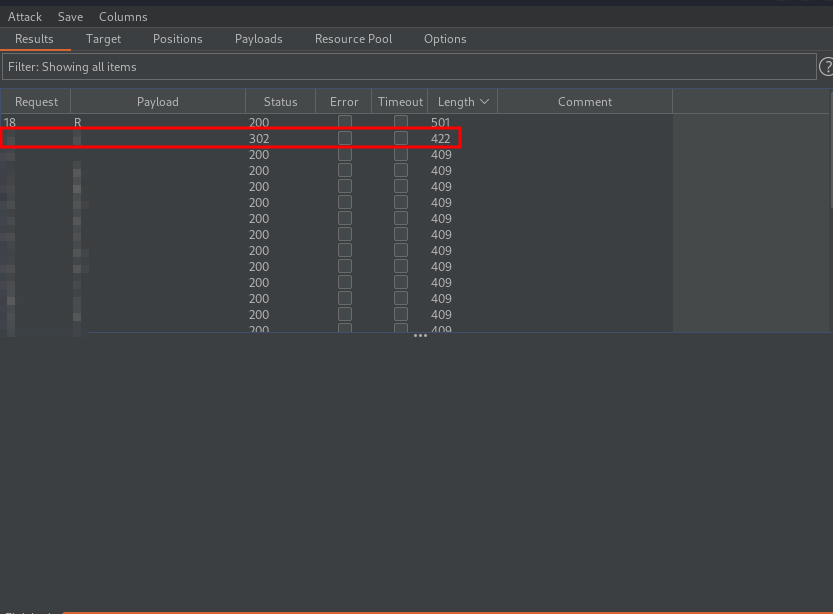 Attack Save Columns
Results Target Positions Payloads Resource Pool Options
Filter: Showing all items
?
Request Payload Status Error Timeout Length Comment
18 R 200 501
302 422
200 409
200 409
200 409
200 409
200 409
200 409
200 409
200 409
200 409
200 409
200 409
200 409